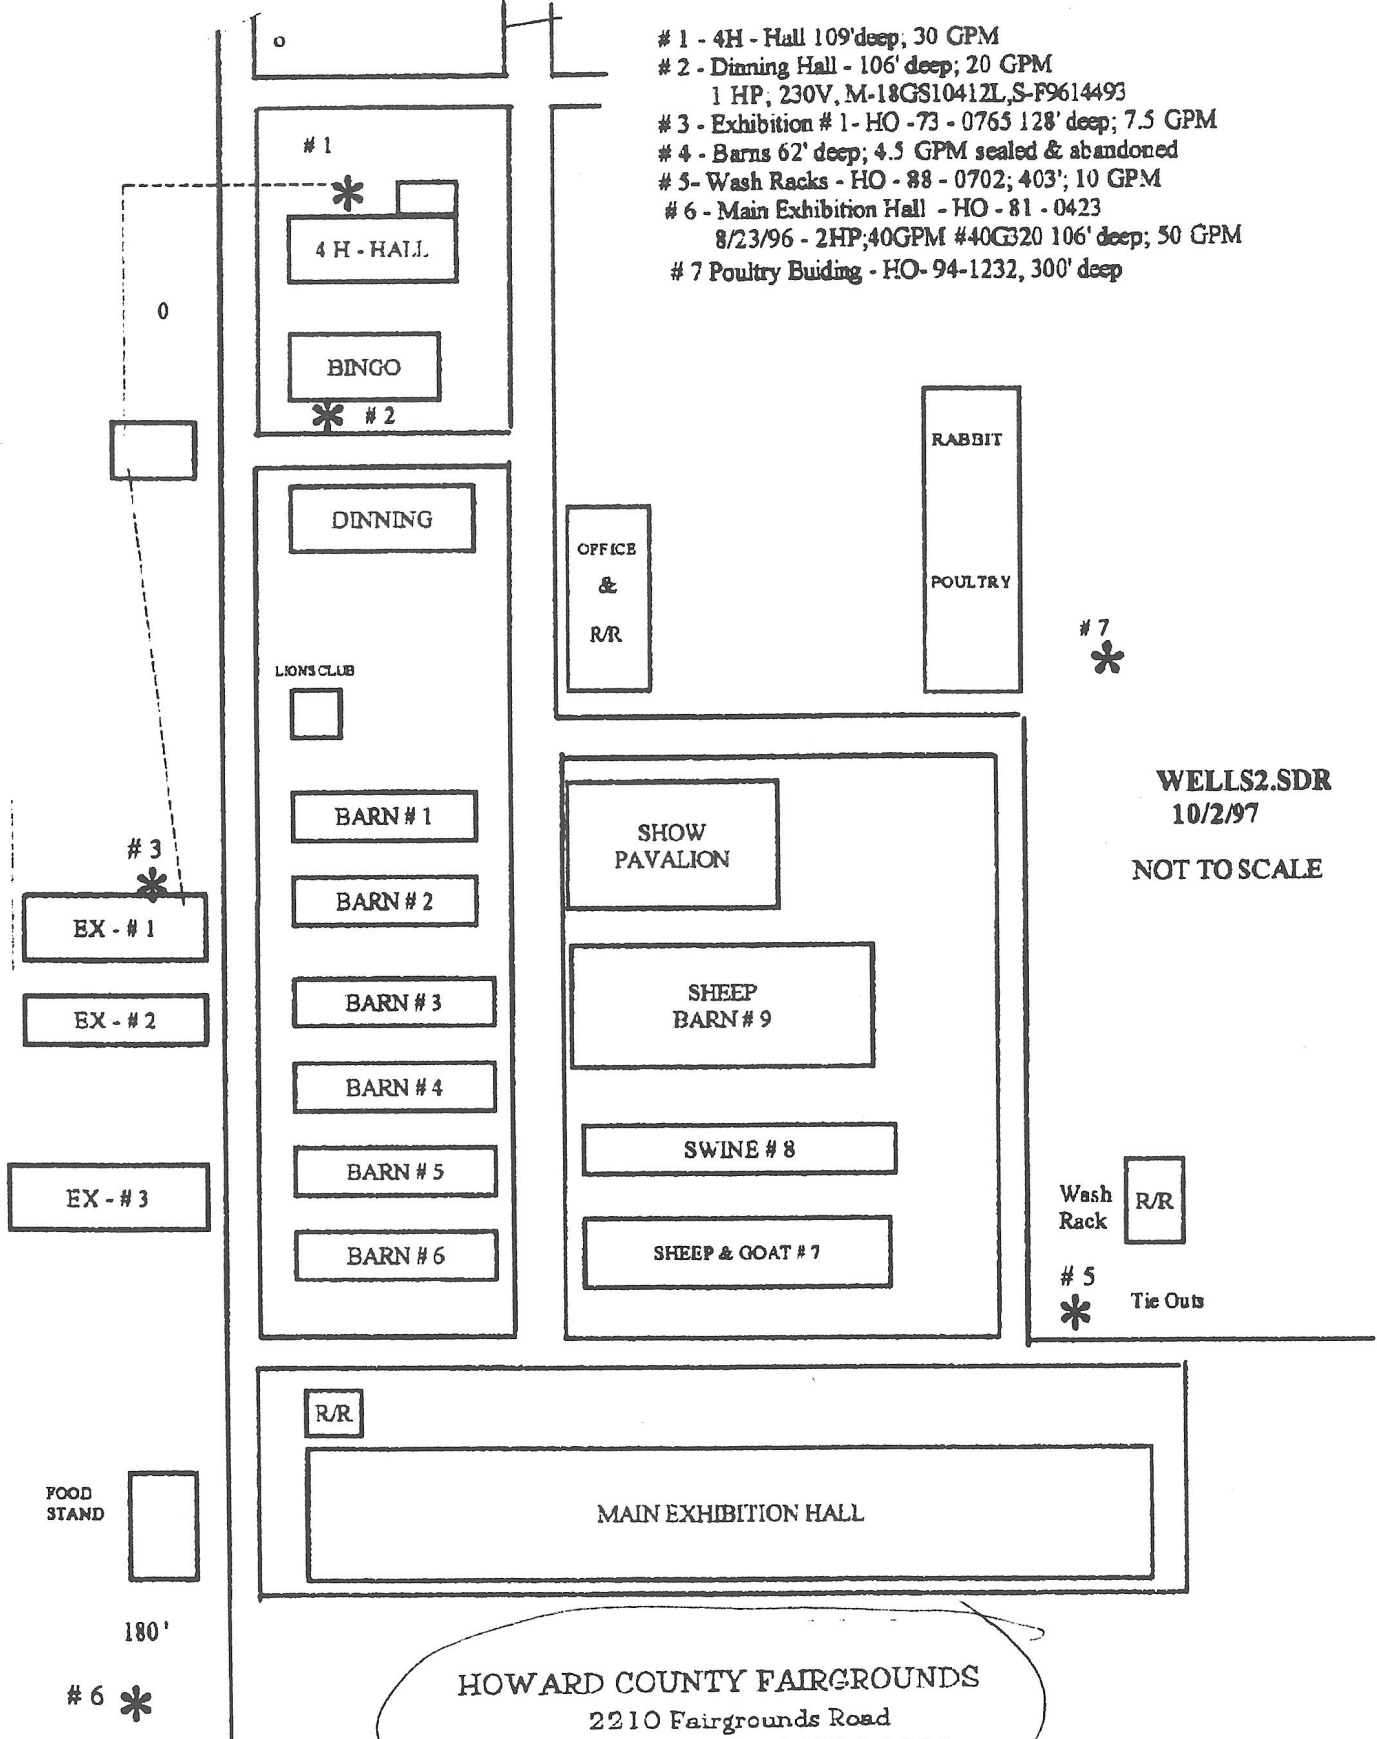 # 1 - 4H - Hall 109'deep; 30 GPM
# 2 - Dinning Hall - 106' deep; 20 GPM
1 HP; 230V, M-18GS10412L,S-F9614493
# 3 - Exhibition # 1- HO -73 - 0765 128' deep; 7.5 GPM
# 4 - Barns 62' deep; 4.5 GPM sealed & abandoned
# 5- Wash Racks - HO - 88 - 0702; 403'; 10 GPM
# 6 - Main Exhibition Hall - HO - 81 - 0423
8/23/96 - 2HP;40GPM #40G320 106' deep; 50 GPM
# 7 Poultry Buiding - HO- 94-1232, 300' deep
o
# 1
4 H - HALL
0
BINGO
# 2
RABBIT
DINNING
OFFICE
&
R/R
POULTRY
# 7
LIONS CLUB
WELLS2.SDR
10/2/97
NOT TO SCALE
BARN # 1
SHOW
PAVALION
# 3
BARN # 2
EX - # 1
BARN # 3
SHEEP
BARN # 9
EX - # 2
BARN # 4
SWINE # 8
BARN # 5
EX - # 3
Wash
Rack
R/R
BARN # 6
SHEEP & GOAT # 7
# 5
Tie Outs
R/R
FOOD
STAND
MAIN EXHIBITION HALL
180'
# 6
HOWARD COUNTY FAIRGROUNDS
2210 Fairgrounds Road